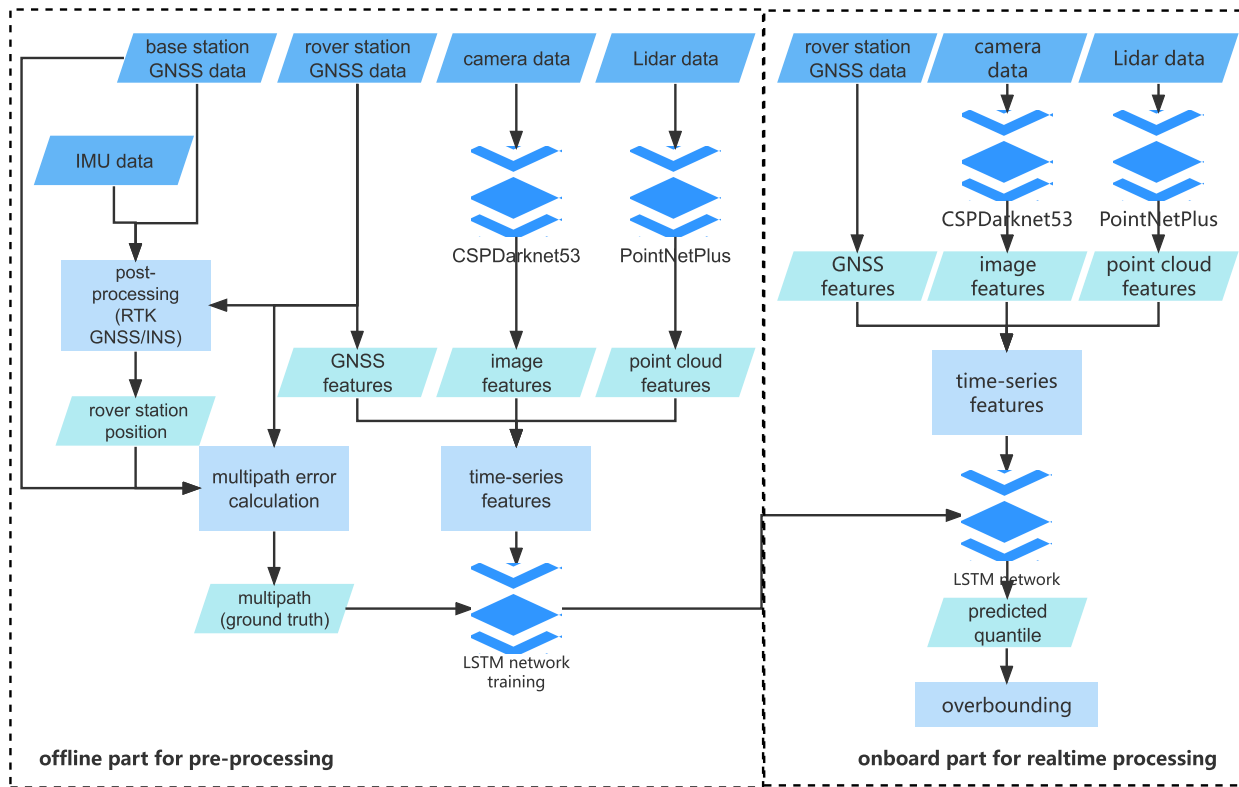 base station
GNSS data
rover station
GNSS data
camera data
Lidar data
IMU data
CSPDarknet53
PointNetPlus
post-
processing
(RTK
GNSS/INS)
GNSS
features
image
features
point cloud
features
rover station
position
multipath error
calculation
time-series
features
multipath
(ground truth)
LSTM network
training
offline part for pre-processing
rover station
GNSS data
camera
data
Lidar data
CSPDarknet53
PointNetPlus
GNSS
features
image
features
point cloud
features
time-series
features
LSTM network
predicted
quantile
overbounding
onboard part for realtime processing